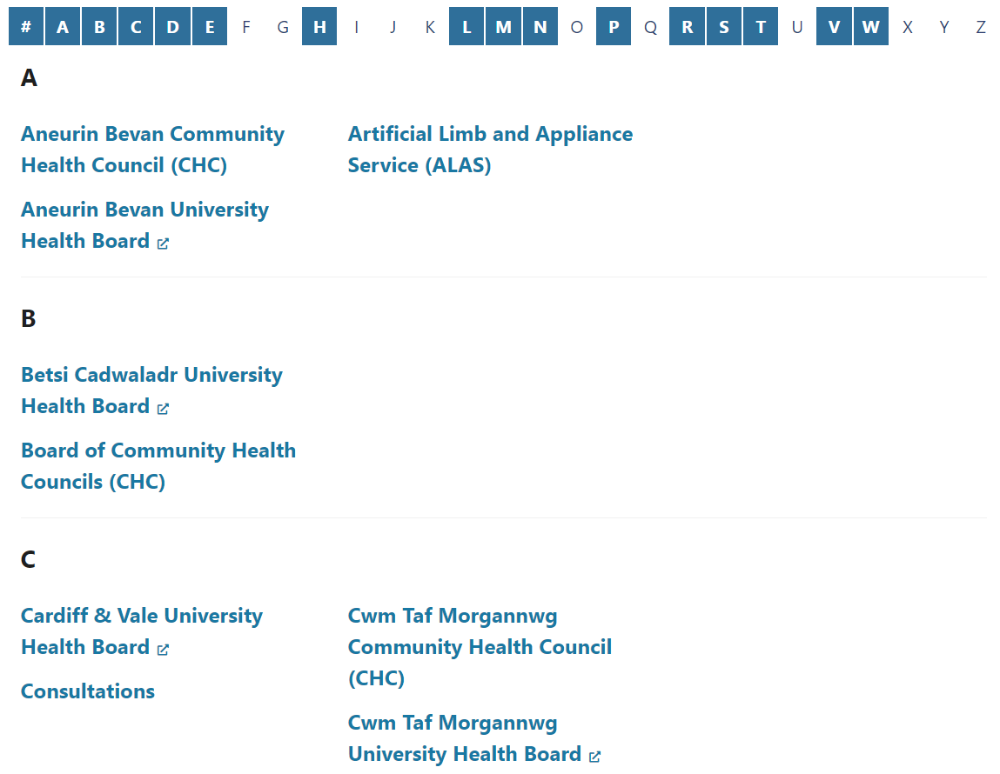 # A B C D E F G H I J K L M N O P Q R S T U V W X Y Z
A
Aneurin Bevan Community
Health Council (CHC)
Aneurin Bevan University
Health Board
Artificial Limb and Appliance
Service (ALAS)
B
Betsi Cadwaladr University
Health Board
Board of Community Health
Councils (CHC)
C
Cardiff & Vale University
Health Board
Consultations
Cwm Taf Morgannwg
Community Health Council
(CHC)
Cwm Taf Morgannwg
University Health Board